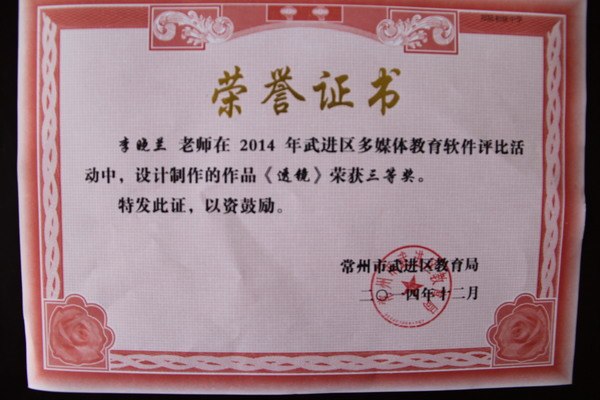 荣誉证书
李晓兰 老师在 2014 年武进区多媒体教育软件评比活
动中，设计制作的作品《透镜》荣获三等奖。
特发此证，以资鼓励。
常州市武进区教育局
二〇一四年十二月